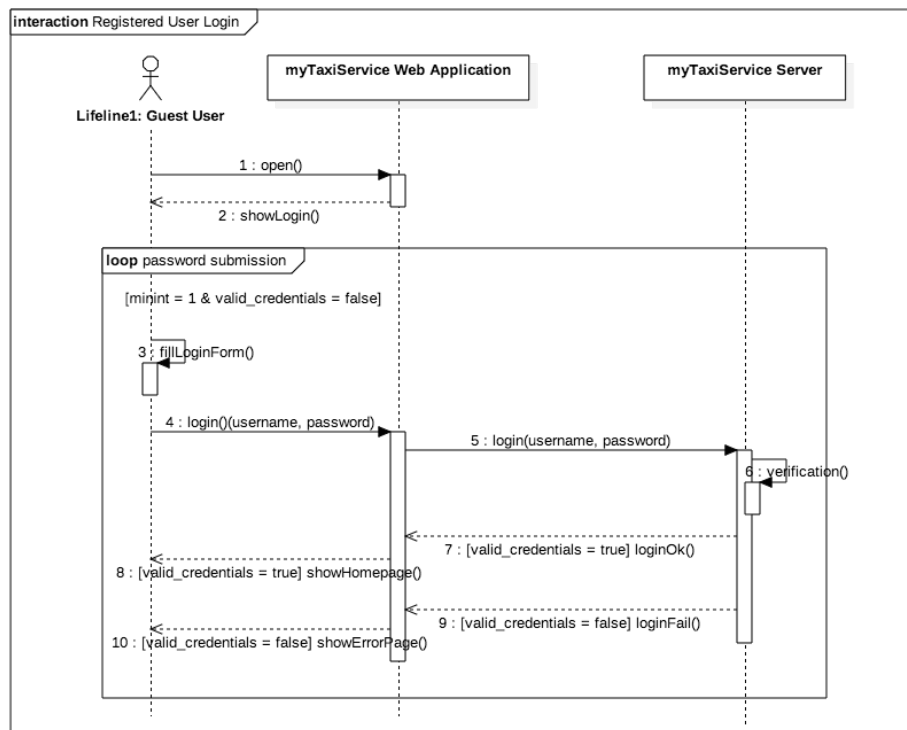 interaction Registered User Login
myTaxiService Web Application
myTaxiService Server
Lifeline1: Guest User
1 : open()
2 : showLogin()
loop password submission
[minint = 1 & valid_credentials = false]
3 : fillLoginForm()
4 : login()(username, password)
5 : login(username, password)
6 : verification()
7 : [valid_credentials = true] loginOk()
8 : [valid_credentials = true] showHomepage()
9 : [valid_credentials = false] loginFail()
10 : [valid_credentials = false] showErrorPage()